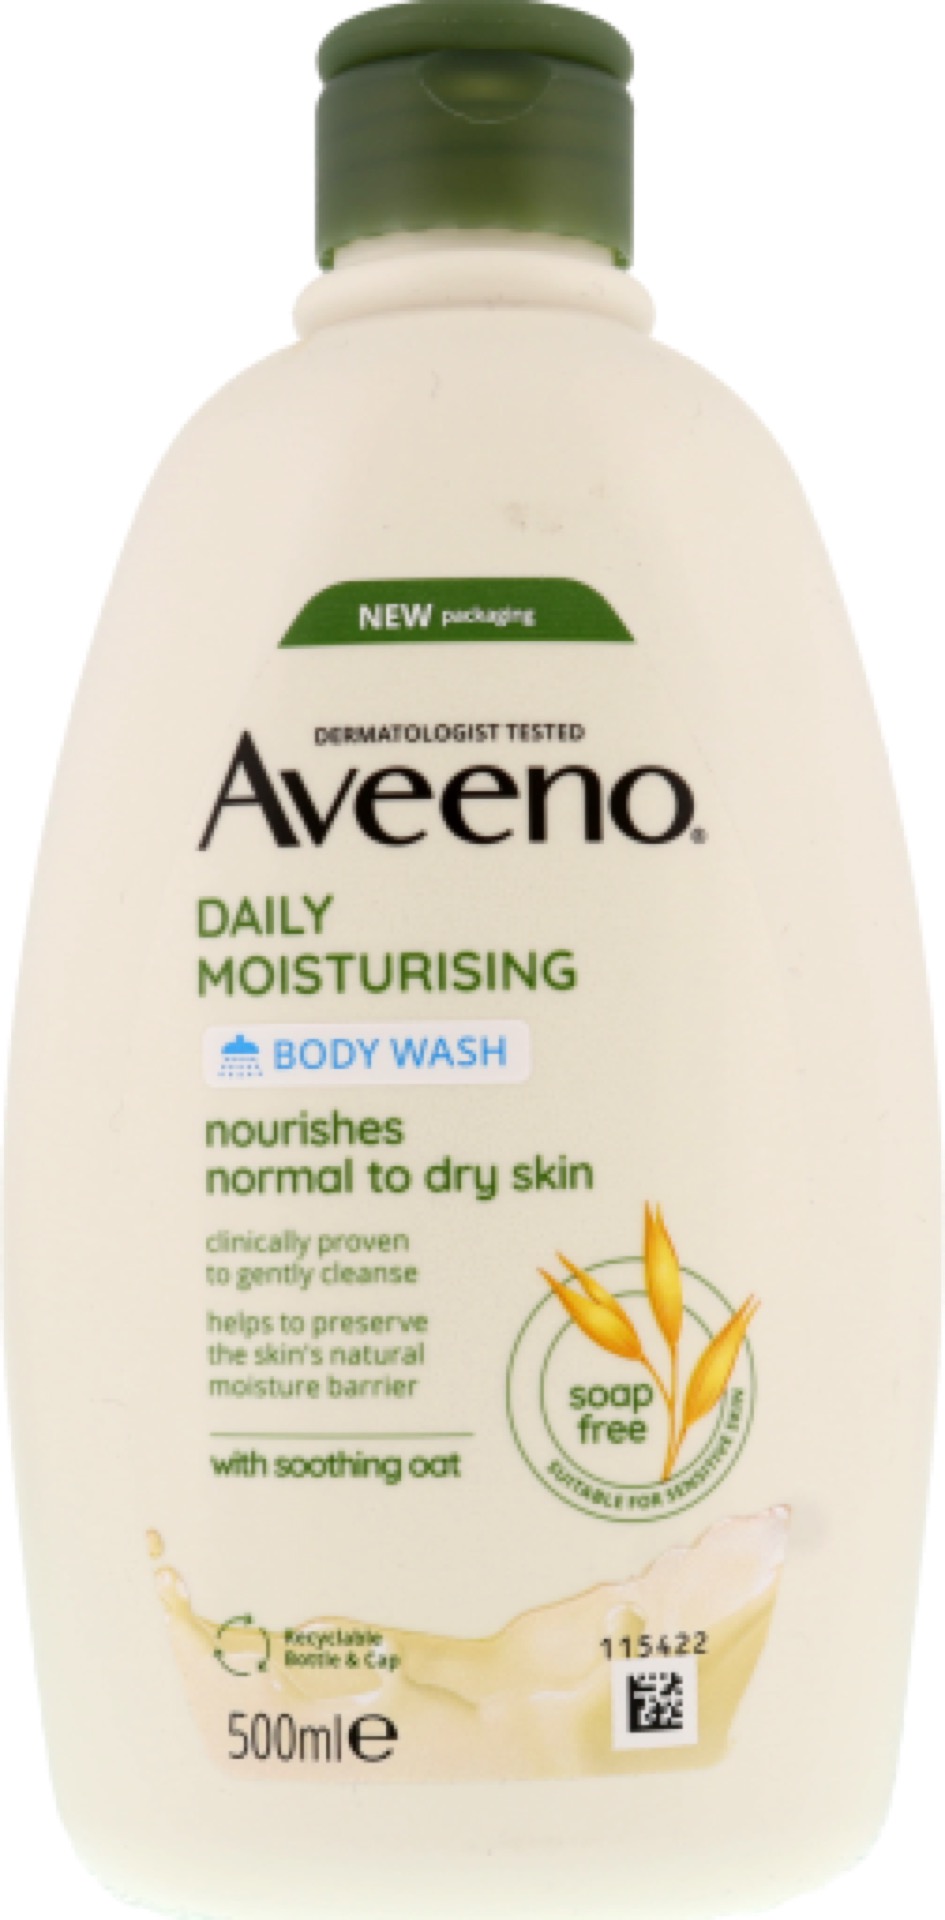 NEW packaging
DERMATOLOGIST TESTED
Aveeno®
DAILY
MOISTURISING
BODY WASH
nourishes
normal to dry skin
clinically proven
to gently cleanse
helps to preserve
the skin's natural
moisture barrier
with soothing oat
soap
free
SUITABLE FOR SENSITIVE SKIN
Recyclable
Bottle & Cap
115422
500ml℮